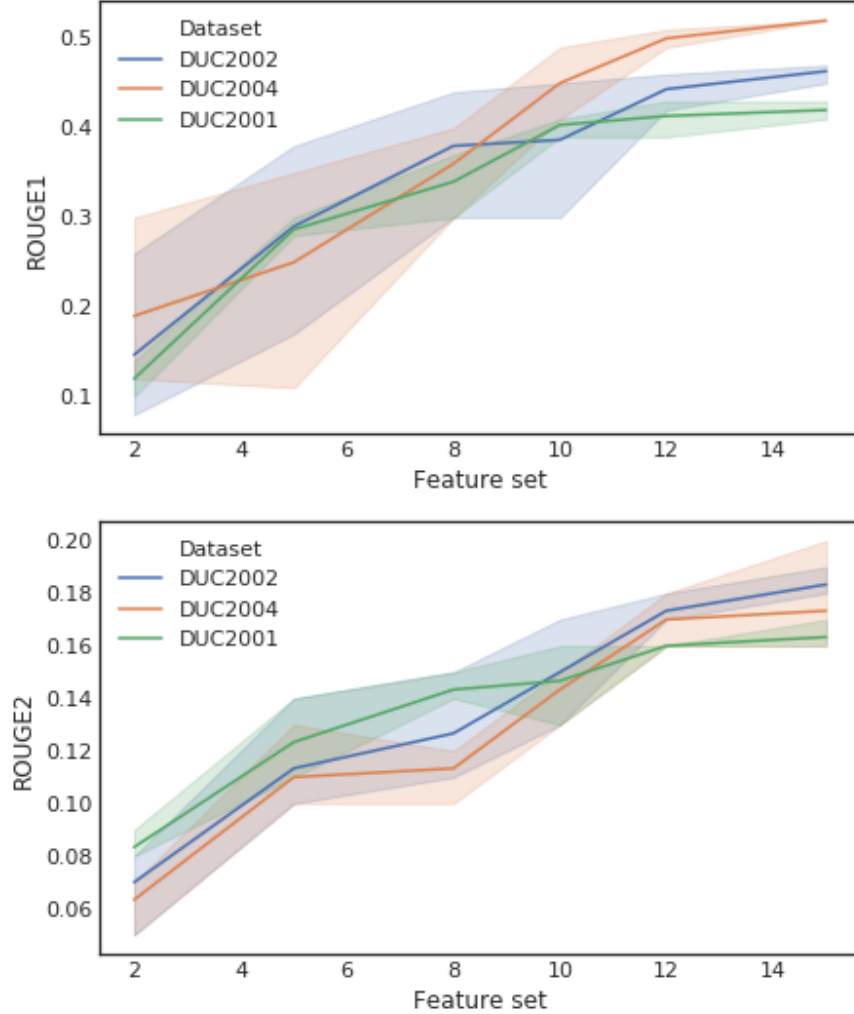 Dataset
DUC2002
DUC2004
DUC2001
ROUGE1
0.5
0.4
0.3
0.2
0.1
2 4 6 8 10 12 14
Feature set
Dataset
DUC2002
DUC2004
DUC2001
ROUGE2
0.20
0.18
0.16
0.14
0.12
0.10
0.08
0.06
2 4 6 8 10 12 14
Feature set